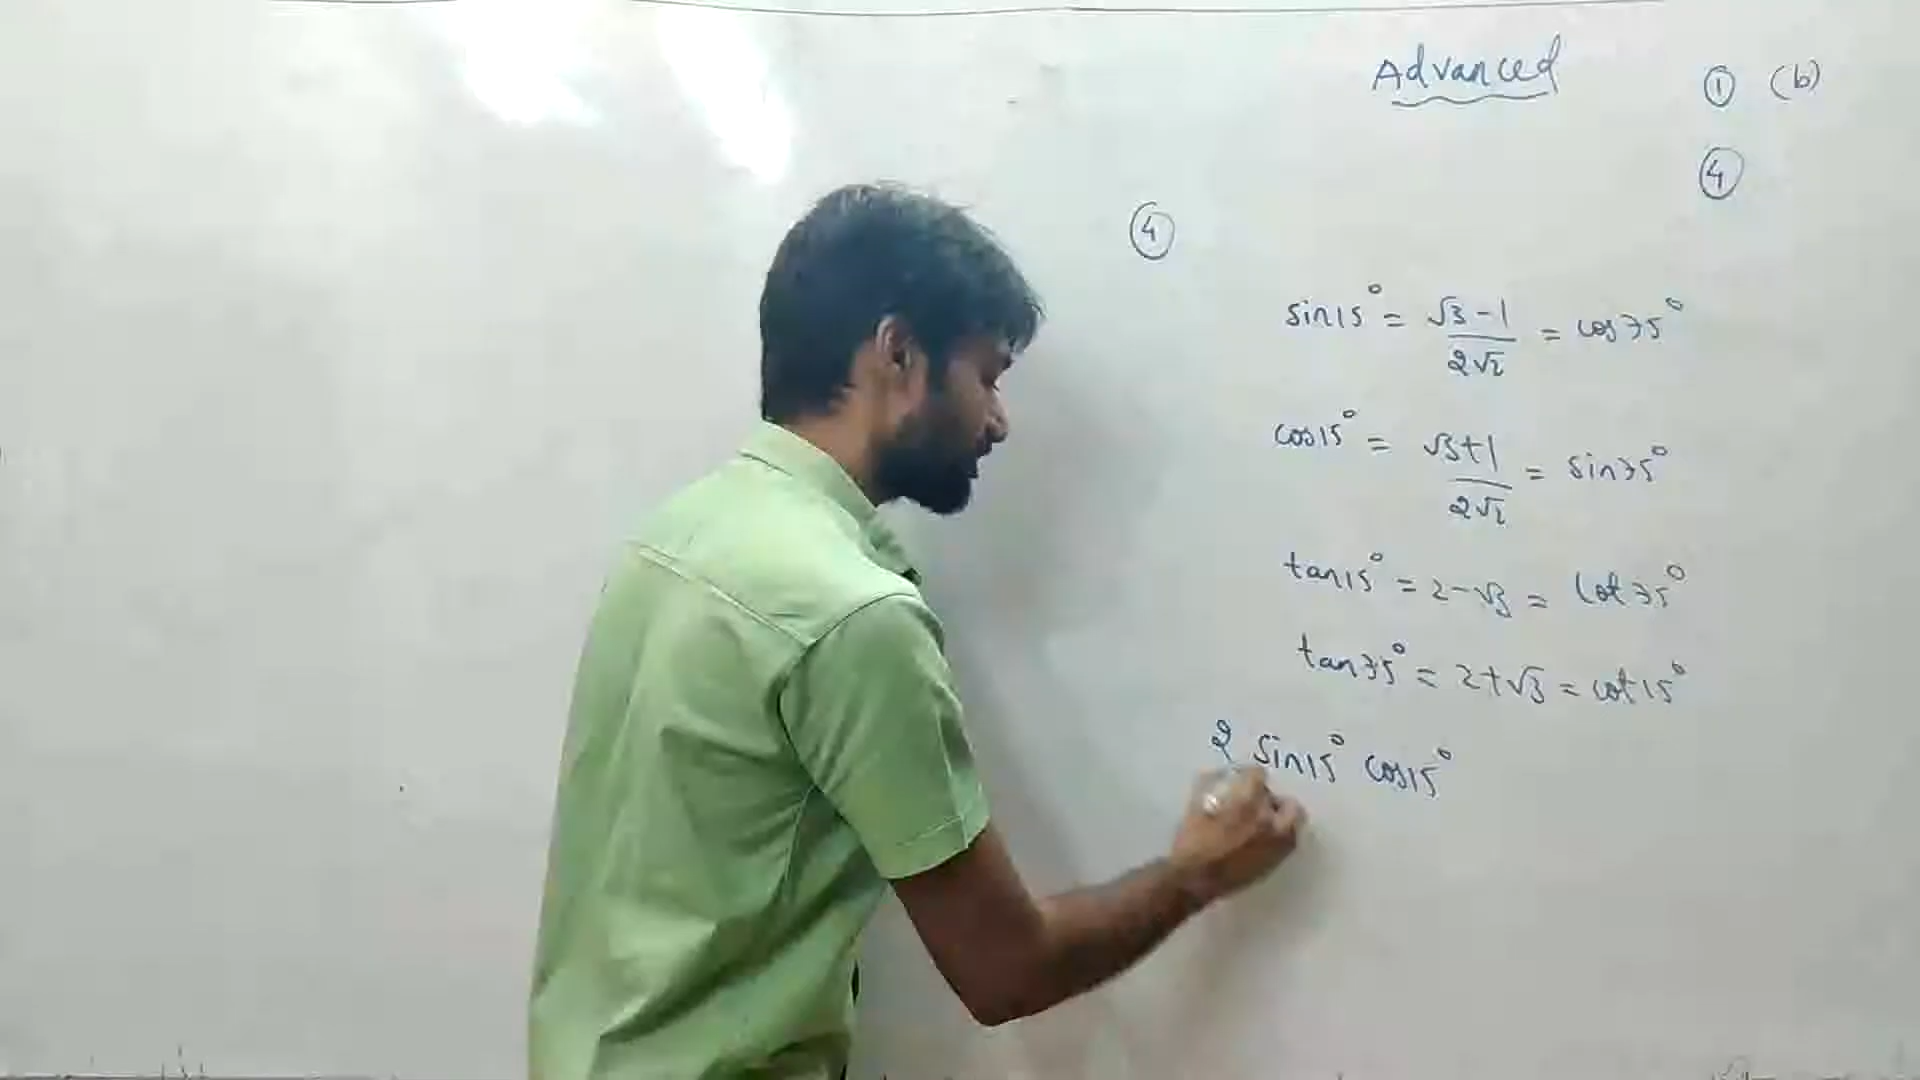 Advanced
① (b)
④
④
sin15° = √3-1/2√2 = cos75°
cos15° = √3+1/2√2 = sin75°
tan15° = 2-√3 = cot75°
tan75° = 2+√3 = cot15°
2 sin15° cos15°